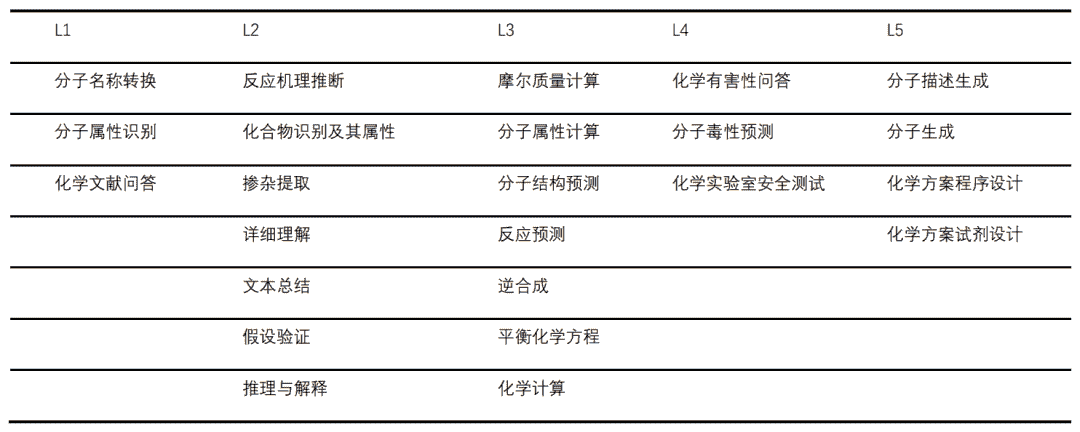 L1 L2 L3 L4 L5
分子名称转换 反应机理推断 摩尔质量计算 化学有害性问答 分子描述生成
分子属性识别 化合物识别及其属性 分子属性计算 分子毒性预测 分子生成
化学文献问答 掺杂提取 分子结构预测 化学实验室安全测试 化学方案程序设计
详细理解 反应预测 化学方案试剂设计
文本总结 逆合成
假设验证 平衡化学方程
推理与解释 化学计算